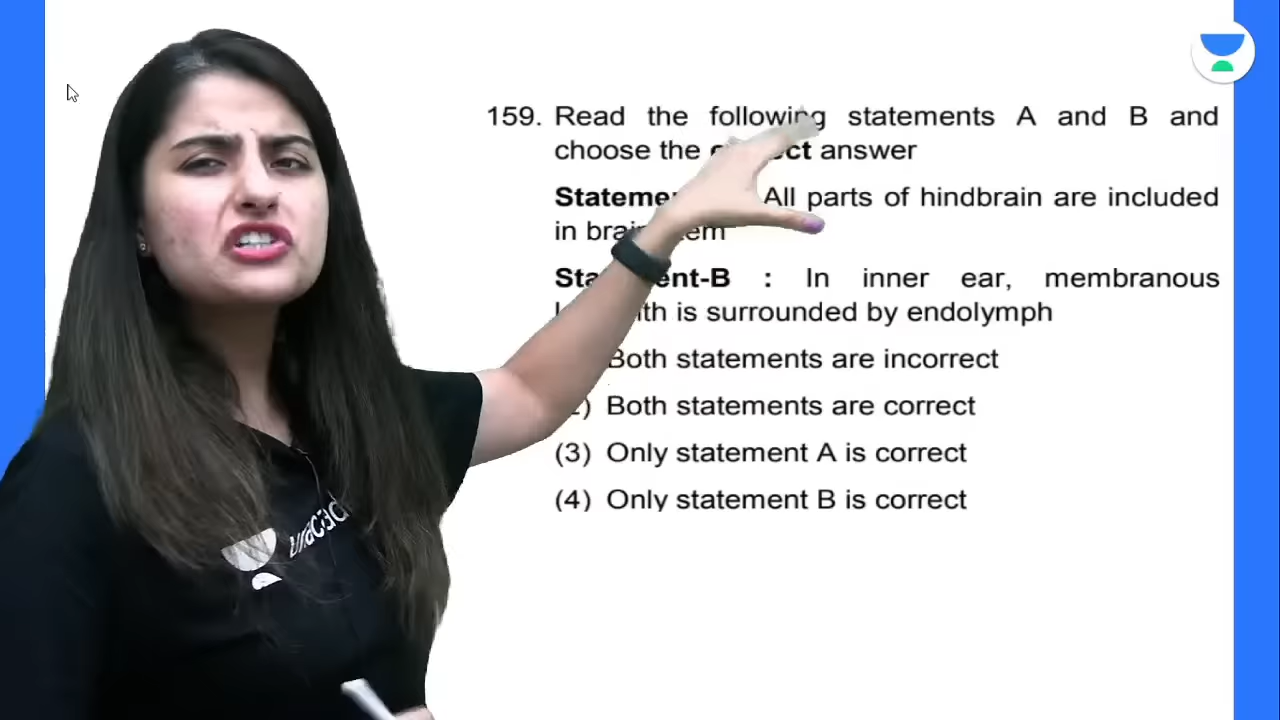 159. Read the following statements A and B and
choose the correct answer
All parts of hindbrain are included
in
: In inner ear, membranous
is surrounded by endolymph
Both statements are incorrect
Both statements are correct
(3) Only statement A is correct
(4) Only statement B is correct